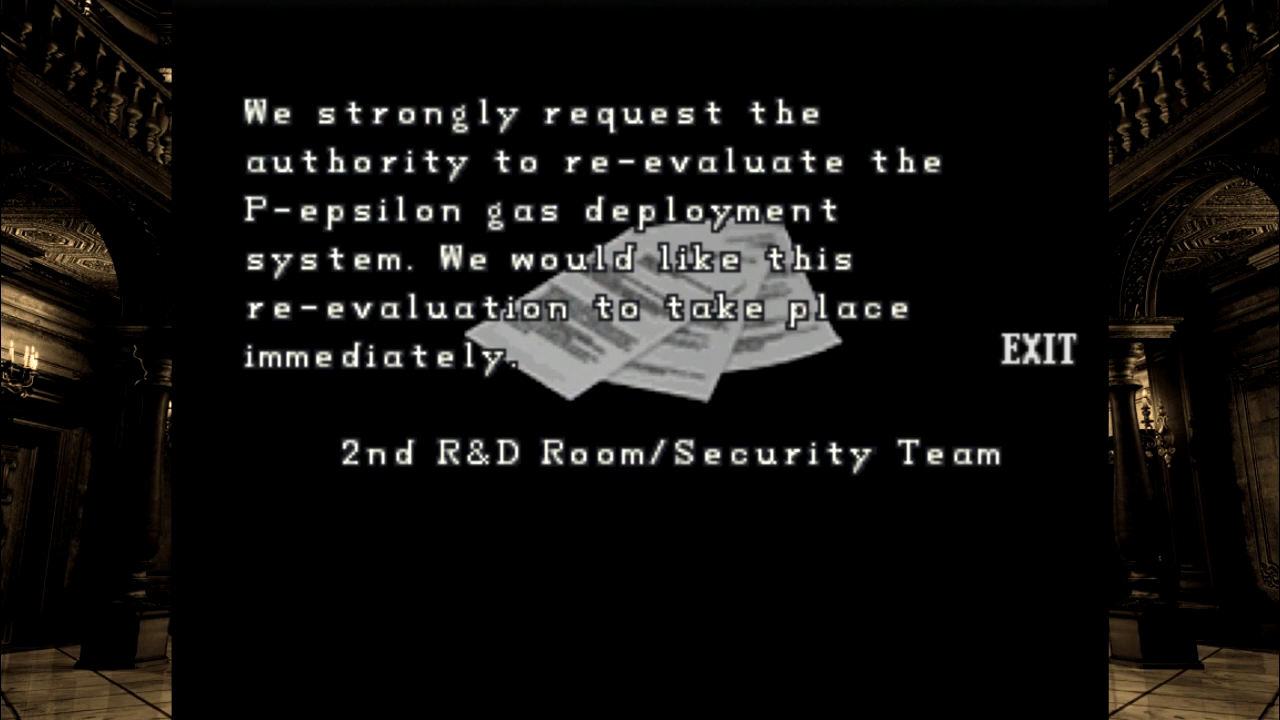 We strongly request the
authority to re-evaluate the
P-epsilon gas deployment
system. We would like this
re-evaluation to take place
immediately.
EXIT
2nd R&D Room/Security Team